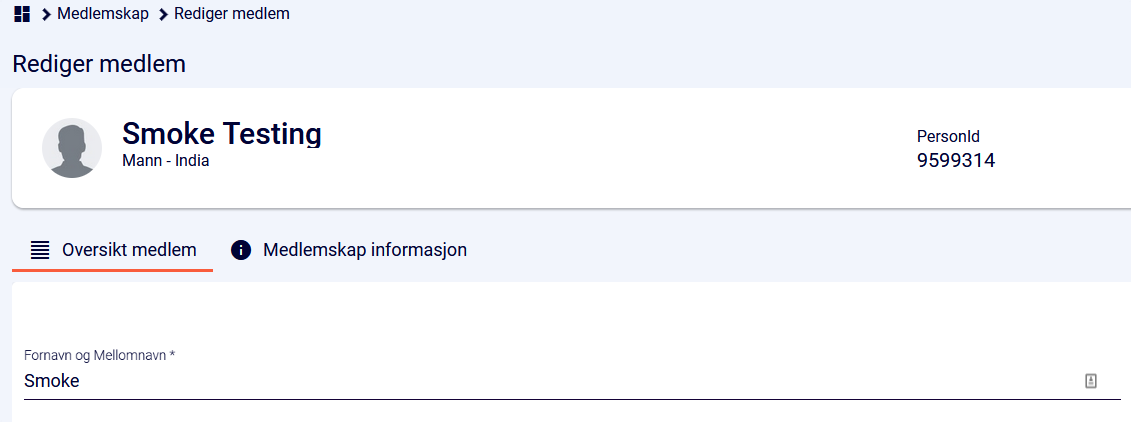 Medlemskap Rediger medlem
Rediger medlem
Smoke Testing
Mann - India
PersonId
9599314
Oversikt medlem Medlemskap informasjon
Fornavn og Mellomnavn *
Smoke